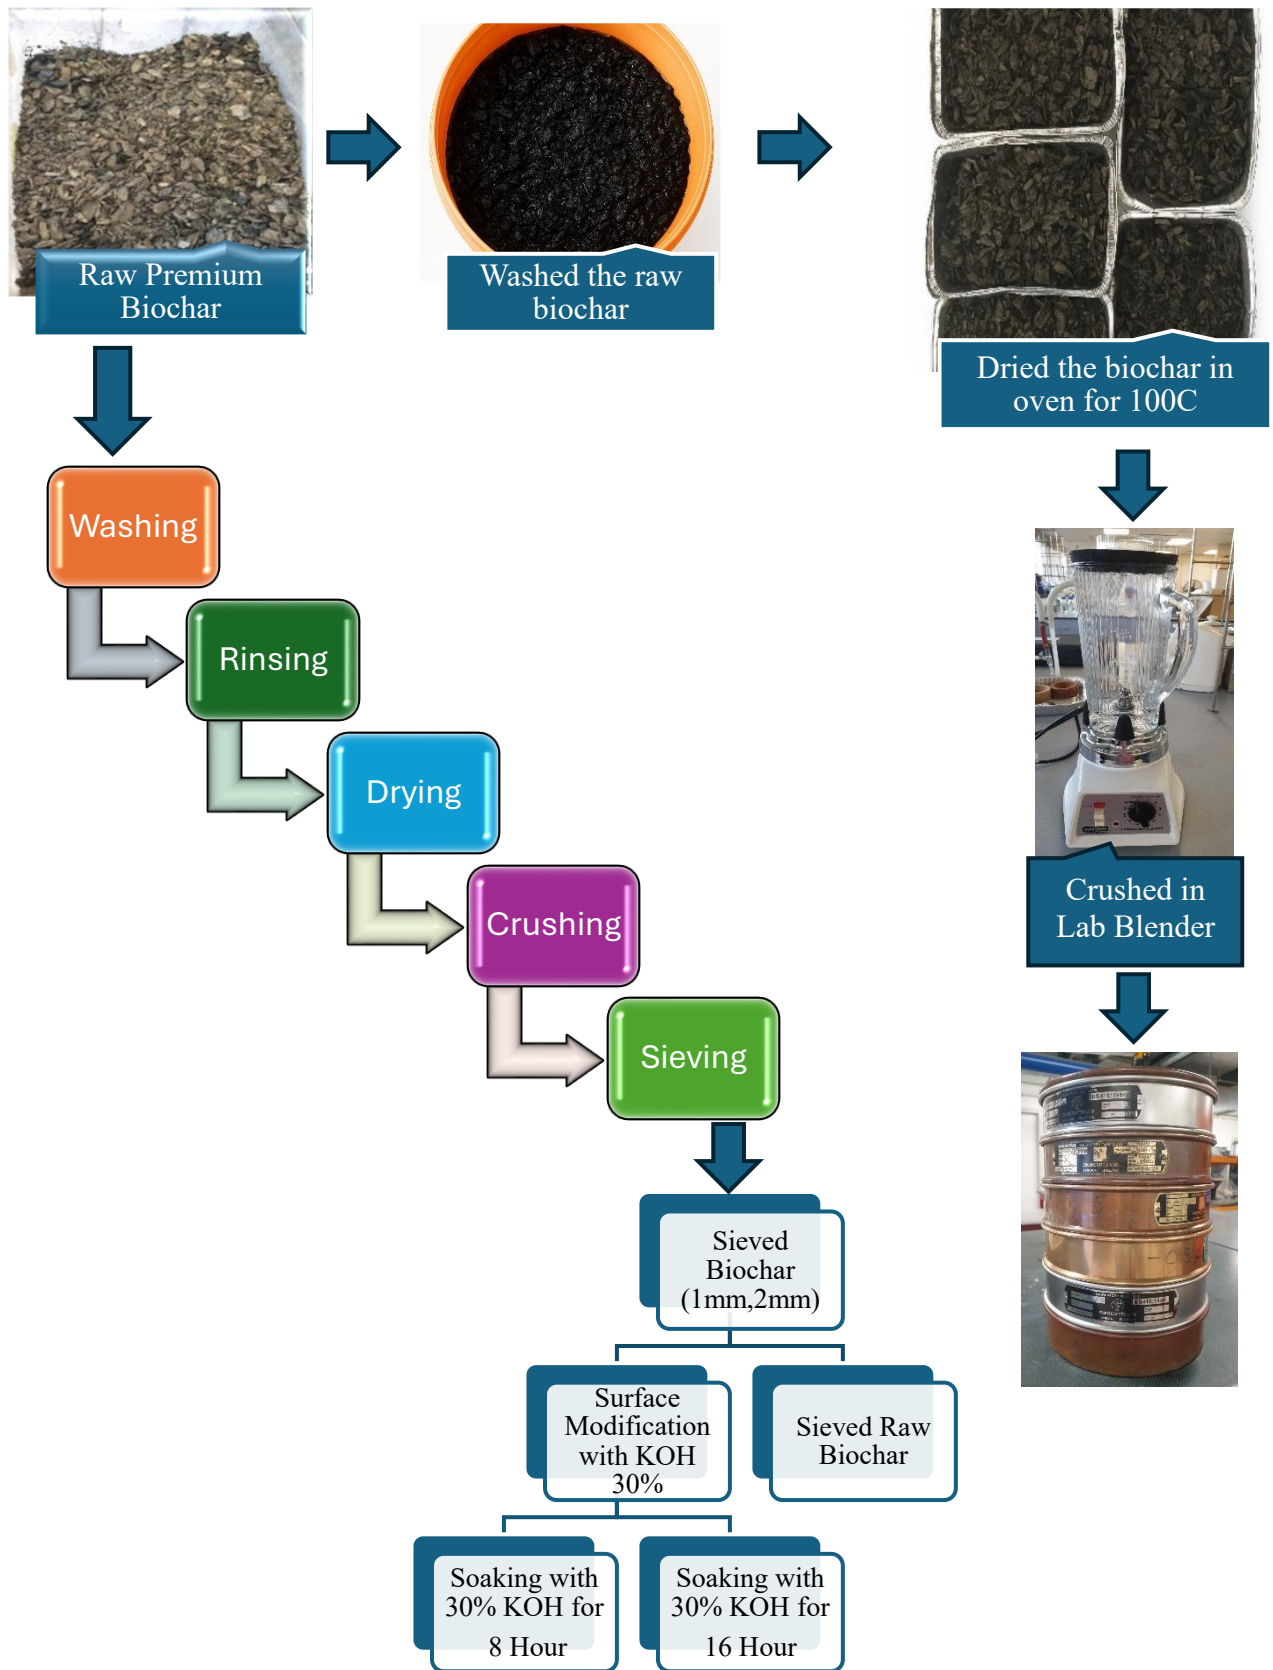 Raw Premium
Biochar
Washed the raw
biochar
Dried the biochar in
oven for 100C
Washing
Rinsing
Drying
Crushing
Sieving
Crushed in
Lab Blender
Sieved
Biochar
(1mm,2mm)
Surface
Modification
with KOH
30%
Sieved Raw
Biochar
Soaking with
30% KOH for
8 Hour
Soaking with
30% KOH for
16 Hour